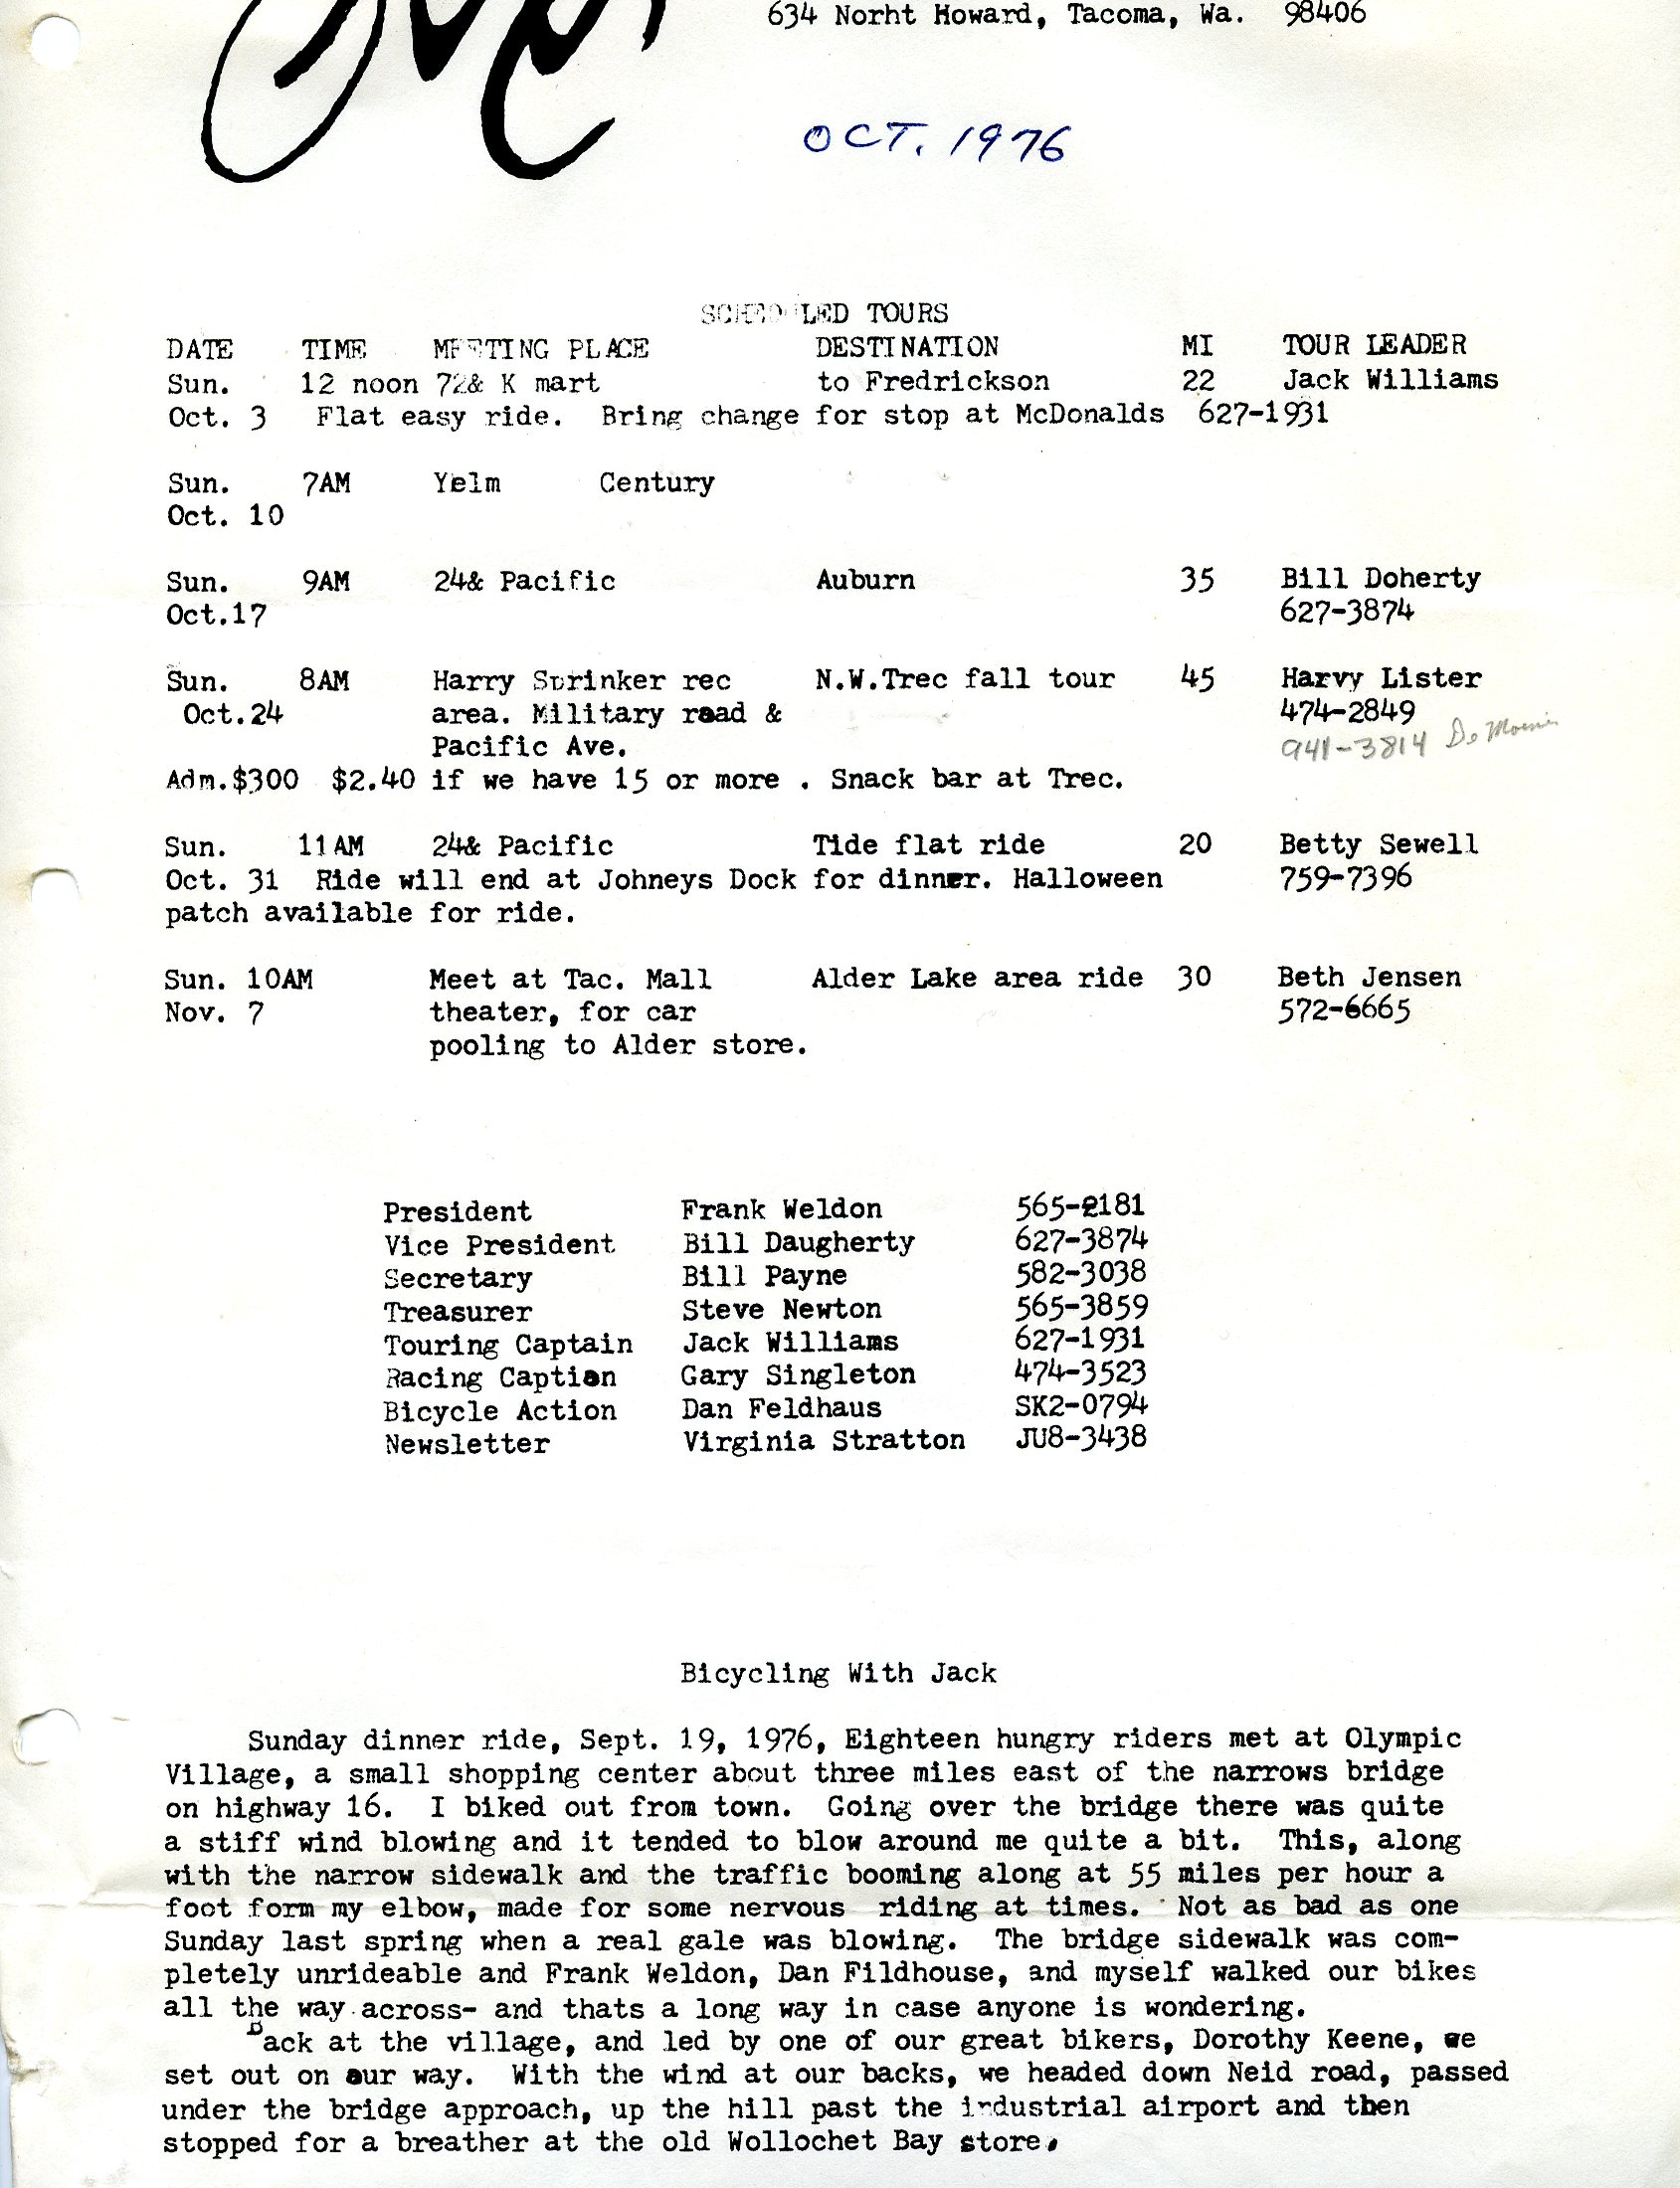 634 Norht Howard, Tacoma, Wa. 98406
OCT. 1976
SCHEDULED TOURS
DATE TIME MEETING PLACE DESTINATION MI TOUR LEADER
Sun. 12 noon 72& K mart to Fredrickson 22 Jack Williams
Oct. 3 Flat easy ride. Bring change for stop at McDonalds 627-1931
Sun. 7AM Yelm Century
Oct. 10
Sun. 9AM 24& Pacific Auburn 35 Bill Doherty
Oct.17 627-3874
Sun. 8AM Harry Sprinker rec N.W.Trec fall tour 45 Harvy Lister
Oct.24 area. Military road & 474-2849
Pacific Ave. 941-3814
Adm.$300 $2.40 if we have 15 or more . Snack bar at Trec.
Sun. 11AM 24& Pacific Tide flat ride 20 Betty Sewell
Oct. 31 Ride will end at Johneys Dock for dinner. Halloween 759-7396
patch available for ride.
Sun. 10AM Meet at Tac. Mall Alder Lake area ride 30 Beth Jensen
Nov. 7 theater, for car 572-6665
pooling to Alder store.
President Frank Weldon 565-2181
Vice President Bill Daugherty 627-3874
Secretary Bill Payne 582-3038
Treasurer Steve Newton 565-3859
Touring Captain Jack Williams 627-1931
Racing Caption Gary Singleton 474-3523
Bicycle Action Dan Feldhaus SK2-0794
Newsletter Virginia Stratton JU8-3438
Bicycling With Jack
Sunday dinner ride, Sept. 19, 1976, Eighteen hungry riders met at Olympic
Village, a small shopping center about three miles east of the narrows bridge
on highway 16. I biked out from town. Going over the bridge there was quite
a stiff wind blowing and it tended to blow around me quite a bit. This, along
with the narrow sidewalk and the traffic booming along at 55 miles per hour a
foot form my elbow, made for some nervous riding at times. Not as bad as one
Sunday last spring when a real gale was blowing. The bridge sidewalk was com-
pletely unrideable and Frank Weldon, Dan Fildhouse, and myself walked our bikes
all the way across- and thats a long way in case anyone is wondering.
Back at the village, and led by one of our great bikers, Dorothy Keene, we
set out on our way. With the wind at our backs, we headed down Neid road, passed
under the bridge approach, up the hill past the industrial airport and then
stopped for a breather at the old Wollochet Bay store.